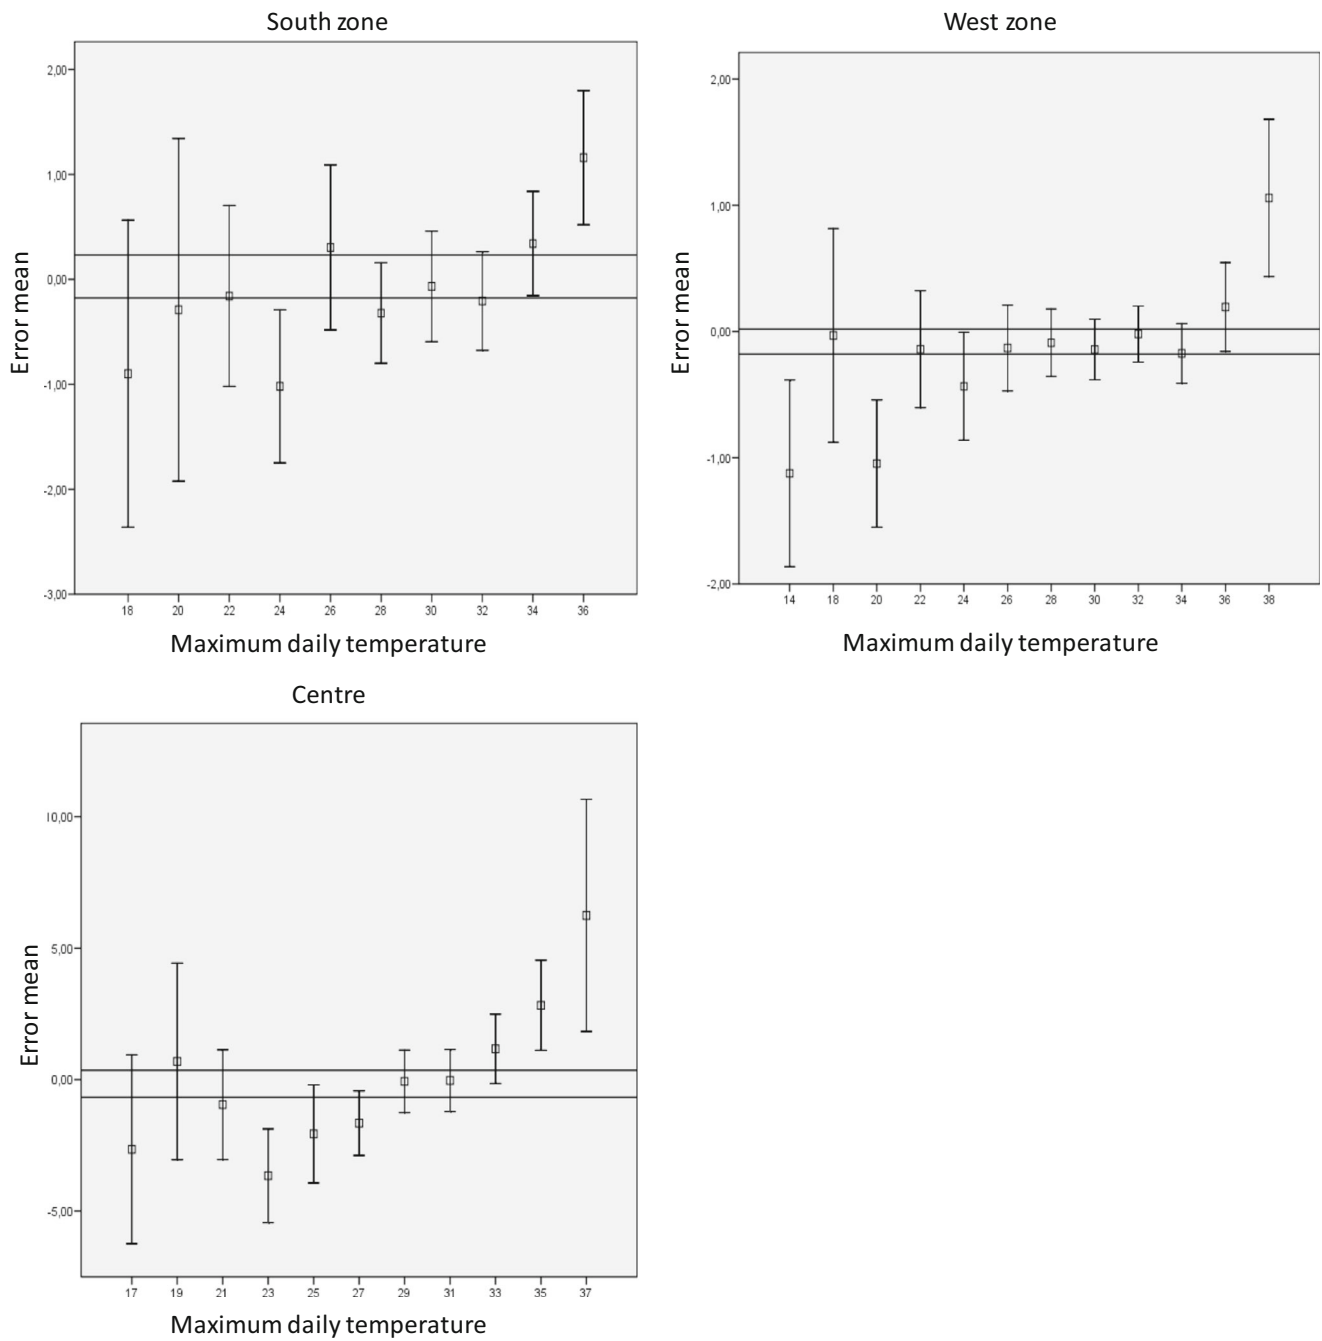 South zone
2,00
1,00
0,00
-1,00
-2,00
-3,00
Error mean
18 20 22 24 26 28 30 32 34 36
Maximum daily temperature
West zone
2,00
1,00
0,00
-1,00
-2,00
Error mean
14 18 20 22 24 26 28 30 32 34 36 38
Maximum daily temperature
Centre
10,00
5,00
0,00
-5,00
Error mean
17 19 21 23 25 27 29 31 33 35 37
Maximum daily temperature